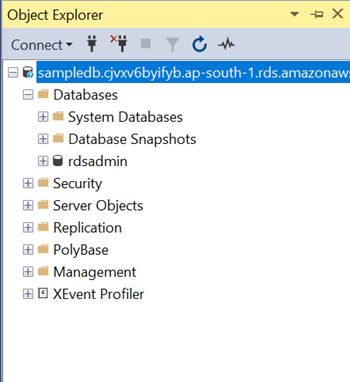 Object Explorer
Connect
sampledb.cjvxv6byifyb.ap-south-1.rds.amazonaws
Databases
System Databases
Database Snapshots
rdsadmin
Security
Server Objects
Replication
PolyBase
Management
XEvent Profiler